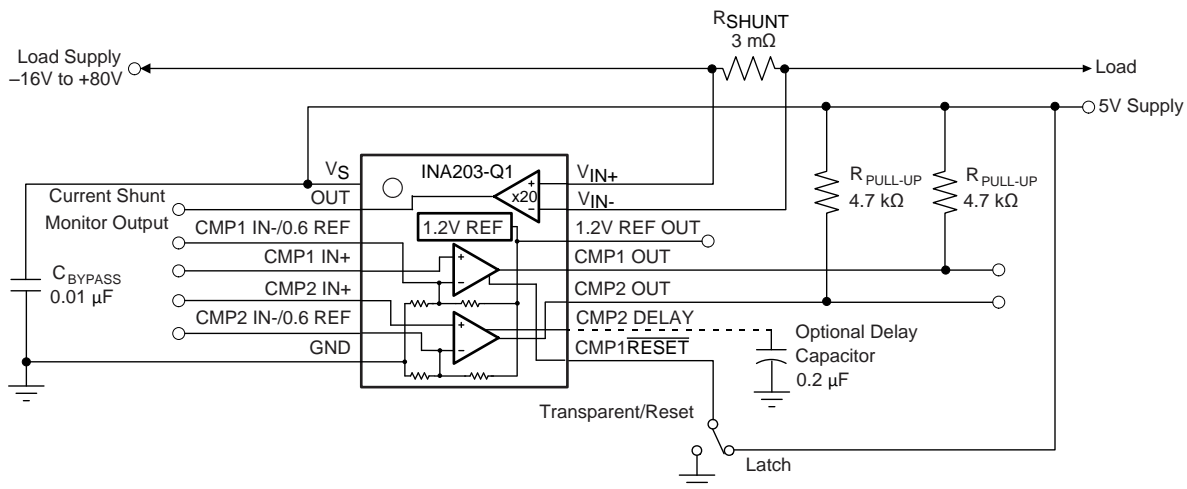 RSHUNT
3 mΩ
Load Supply
–16V to +80V
Load
5V Supply
VS
INA203-Q1
VIN+
RPULL-UP
4.7 kΩ
RPULL-UP
4.7 kΩ
Current Shunt
Monitor Output
OUT
+
x20
−
VIN-
CMP1 IN-/0.6 REF
1.2V REF
1.2V REF OUT
CMP1 IN+
+
−
CMP1 OUT
CBYPASS
0.01 µF
CMP2 IN+
CMP2 OUT
CMP2 IN-/0.6 REF
+
−
CMP2 DELAY
Optional Delay
Capacitor
0.2 µF
GND
CMP1RESET
Transparent/Reset
Latch